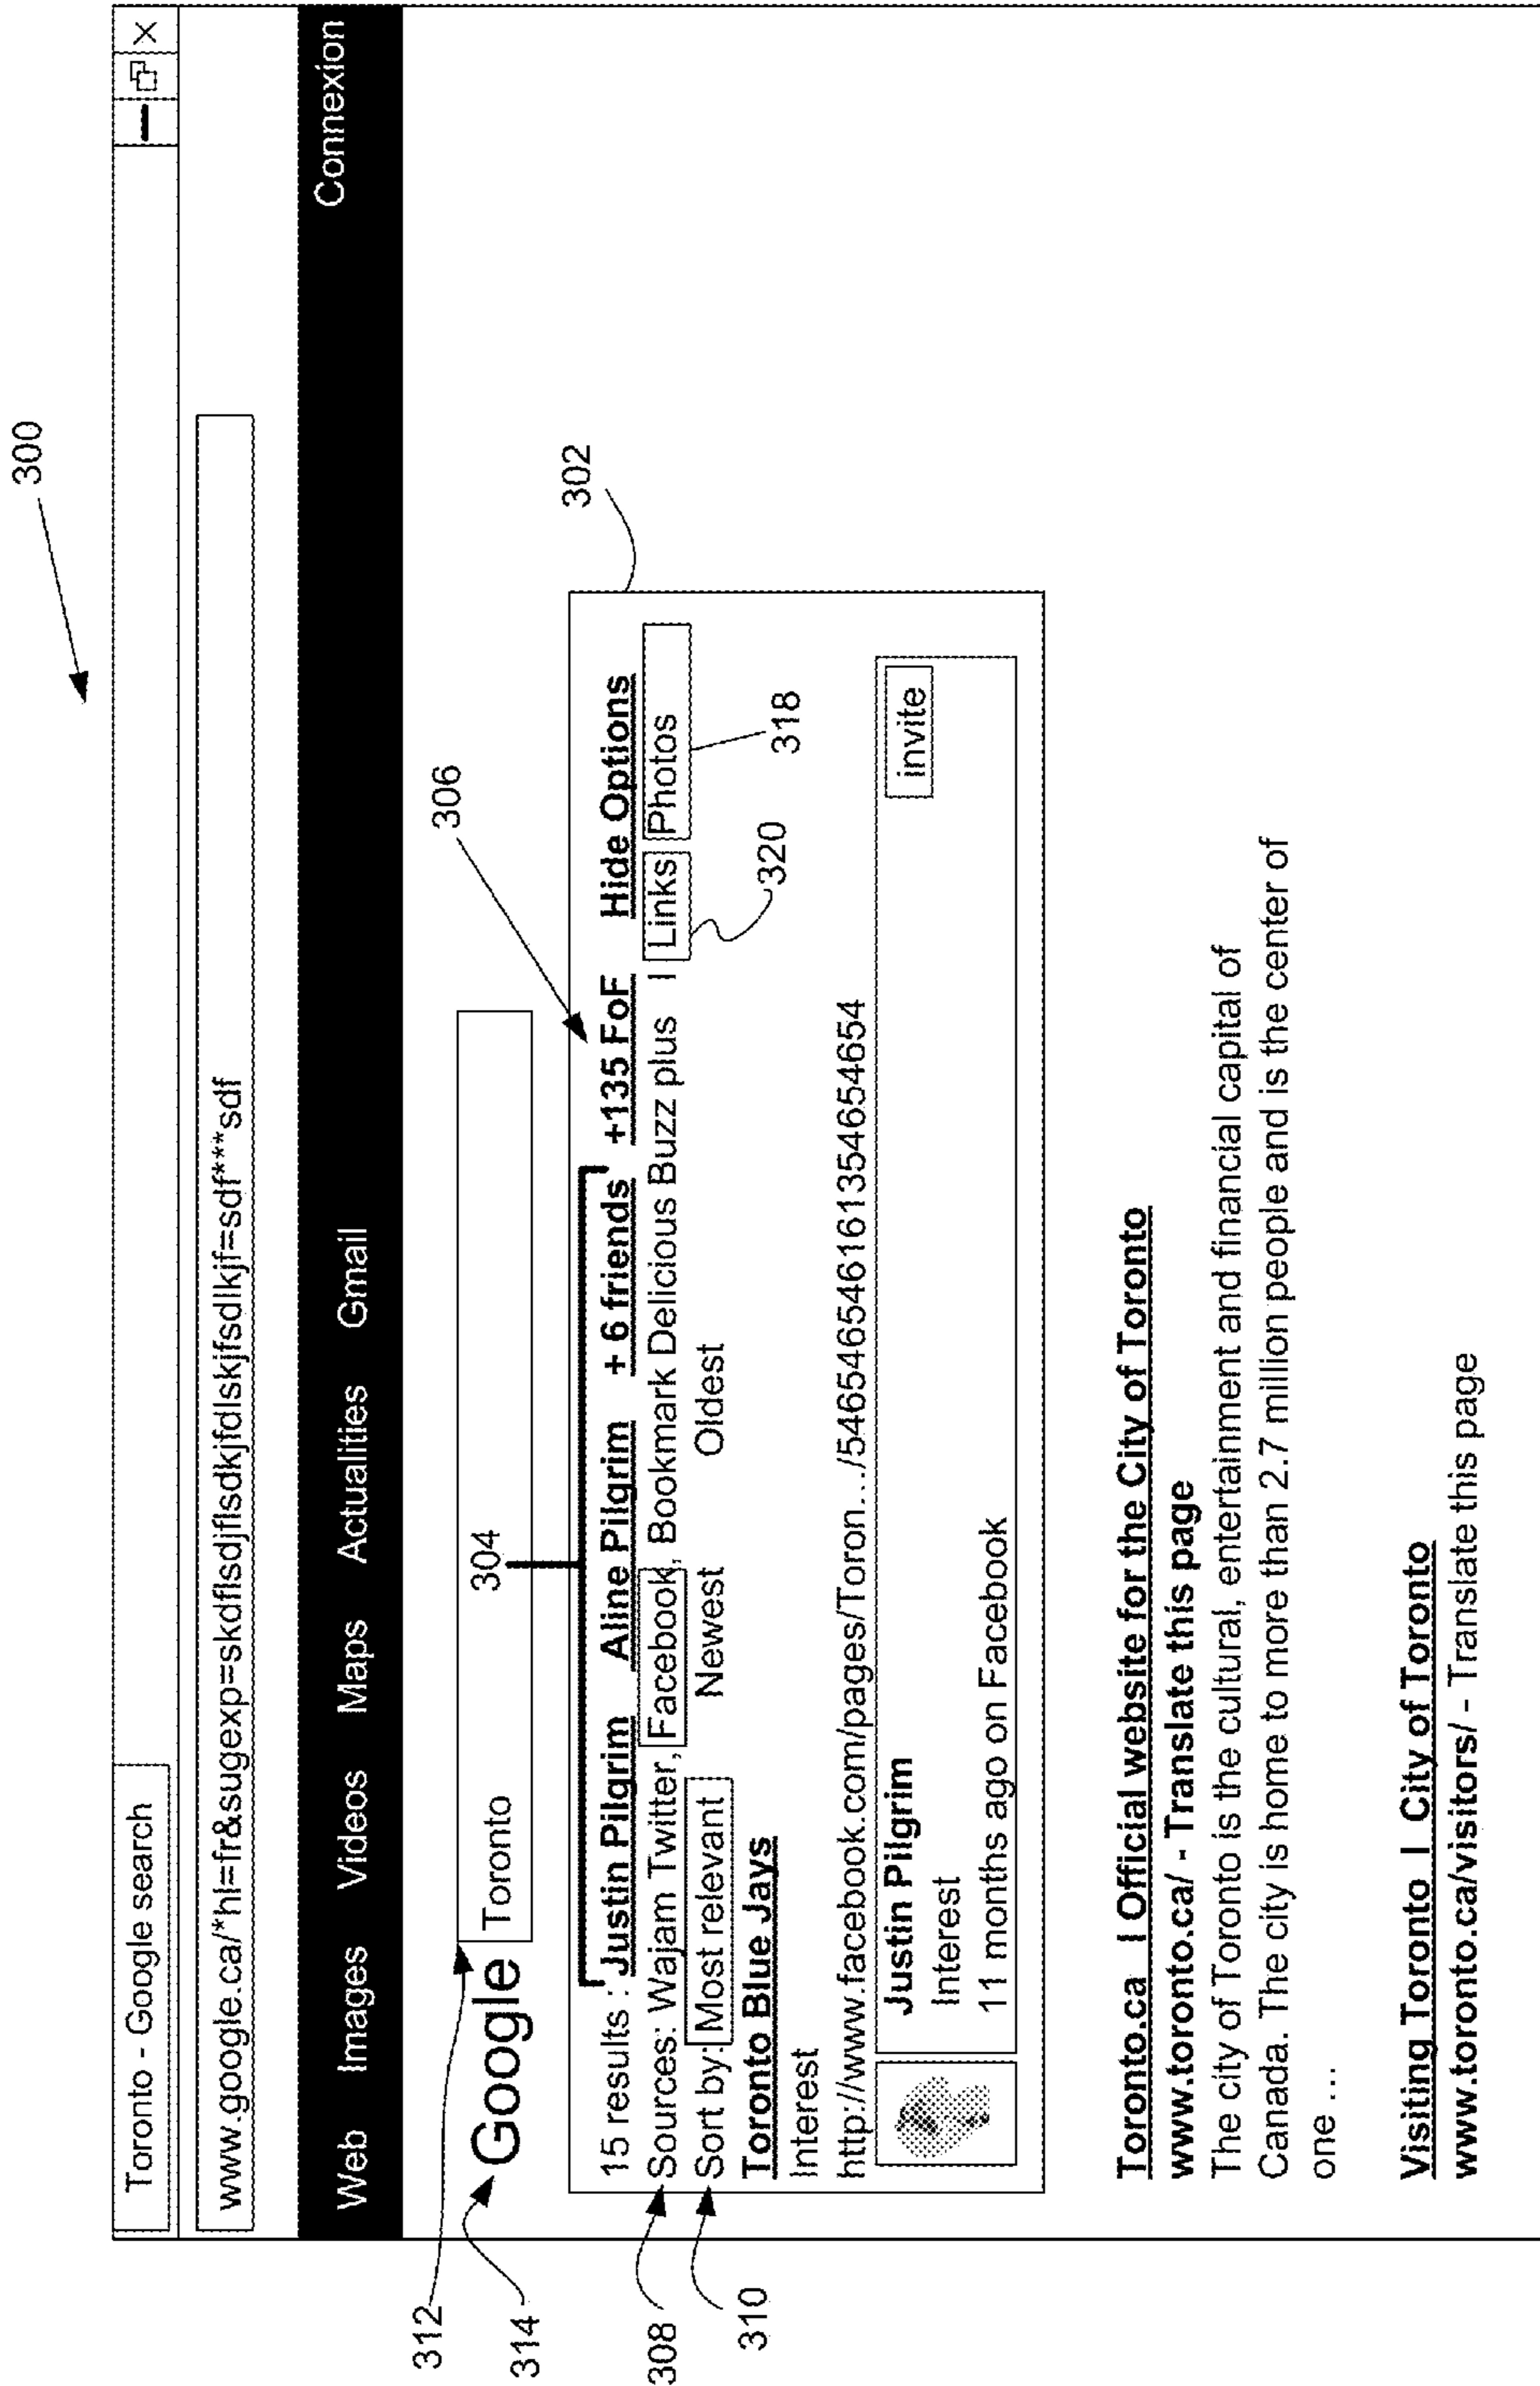 300
Toronto - Google search
www.google.ca/*hl=fr&sugexp=skdflsdjflsdkjfdlskjfsdlkjf=sdf***sdf
Web Images Videos Maps Actualities Gmail Connexion
312
314
Google Toronto
304
306
302
15 results : Justin Pilgrim Aline Pilgrim + 6 friends +135 FoF Hide Options
308
Sources: Wajam Twitter, Facebook, Bookmark Delicious Buzz plus | Links Photos
310
Sort by: Most relevant Newest Oldest
320
318
Toronto Blue Jays
Interest
http://www.facebook.com/pages/Toron.../546546546161354654654
Justin Pilgrim
invite
Interest
11 months ago on Facebook
Toronto.ca | Official website for the City of Toronto
www.toronto.ca/ - Translate this page
The city of Toronto is the cultural, entertainment and financial capital of
Canada. The city is home to more than 2.7 million people and is the center of
one ...
Visiting Toronto | City of Toronto
www.toronto.ca/visitors/ - Translate this page